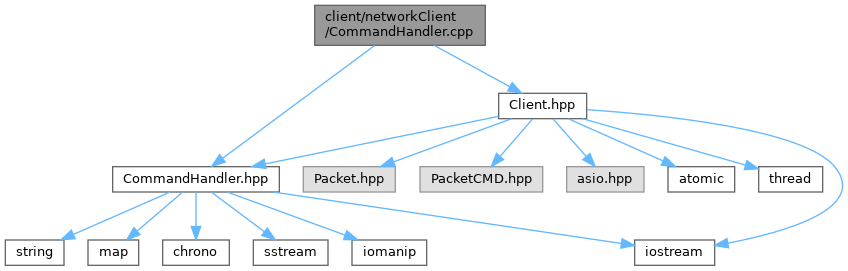 client/networkClient
/CommandHandler.cpp
Client.hpp
CommandHandler.hpp
Packet.hpp
PacketCMD.hpp
asio.hpp
atomic
thread
string
map
chrono
sstream
iomanip
iostream